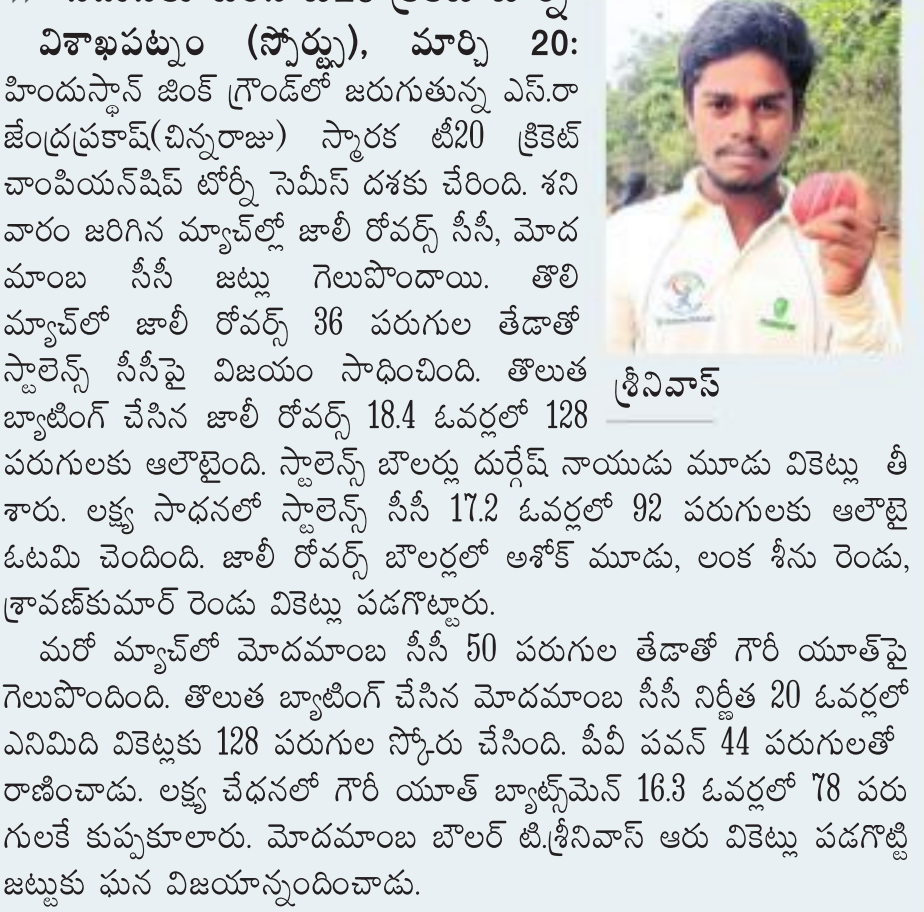 విశాఖపట్నం (స్పోర్ట్సు), మార్చి 20:
హిందుస్థాన్ జింక్ గ్రౌండ్‌లో జరుగుతున్న ఎస్.రా
జేంద్రప్రకాష్(చిన్నరాజు) స్మారక టీ20 క్రికెట్
చాంపియన్‌షిప్ టోర్నీ సెమీస్ దశకు చేరింది. శని
వారం జరిగిన మ్యాచ్‌ల్లో జాలీ రోవర్స్ సీసీ, మోద
మాంబ సీసీ జట్లు గెలుపొందాయి. తొలి
మ్యాచ్‌లో జాలీ రోవర్స్ 36 పరుగుల తేడాతో
స్టాలెన్స్ సీసీపై విజయం సాధించింది. తొలుత
బ్యాటింగ్ చేసిన జాలీ రోవర్స్ 18.4 ఓవర్లలో 128
శ్రీనివాస్
పరుగులకు ఆలౌటైంది. స్టాలెన్స్ బౌలర్లు దుర్గేష్ నాయుడు మూడు వికెట్లు తీ
శారు. లక్ష్య సాధనలో స్టాలెన్స్ సీసీ 17.2 ఓవర్లలో 92 పరుగులకు ఆలౌటై
ఓటమి చెందింది. జాలీ రోవర్స్ బౌలర్లలో అశోక్ మూడు, లంక శీను రెండు,
శ్రావణ్‌కుమార్ రెండు వికెట్లు పడగొట్టారు.
మరో మ్యాచ్‌లో మోదమాంబ సీసీ 50 పరుగుల తేడాతో గౌరీ యూత్‌పై
గెలుపొందింది. తొలుత బ్యాటింగ్ చేసిన మోదమాంబ సీసీ నిర్ణీత 20 ఓవర్లలో
ఎనిమిది వికెట్లకు 128 పరుగుల స్కోరు చేసింది. పీవీ పవన్ 44 పరుగులతో
రాణించాడు. లక్ష్య చేధనలో గౌరీ యూత్ బ్యాట్స్‌మెన్ 16.3 ఓవర్లలో 78 పరు
గులకే కుప్పకూలారు. మోదమాంబ బౌలర్ టి.శ్రీనివాస్ ఆరు వికెట్లు పడగొట్టి
జట్టుకు ఘన విజయాన్నందించాడు.